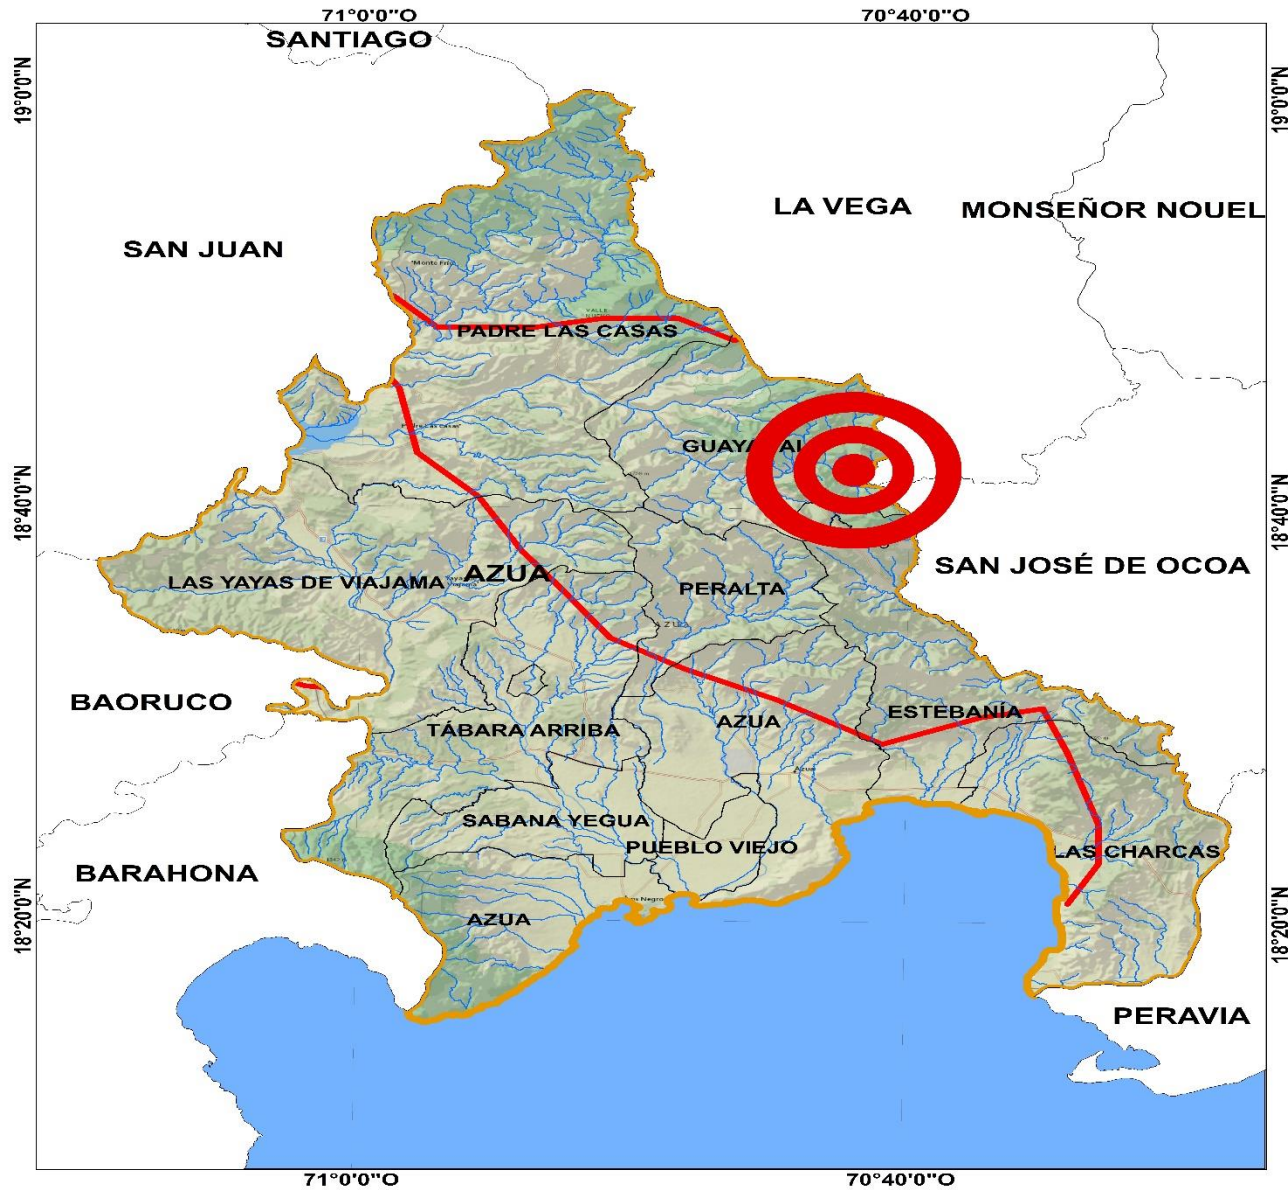 71°0'0"O
70°40'0"O
SANTIAGO
19°0'0"N
19°0'0"N
LA VEGA
MONSEÑOR NOUEL
SAN JUAN
PADRE LAS CASAS
18°40'0"N
18°40'0"N
SAN JOSÉ DE OCOA
AZUA
LAS YAYAS DE VIAJAMA
PERALTA
BAORUCO
ESTEBANÍA
AZUA
TÁBARA ARRIBA
SABANA YEGUA
PUEBLO VIEJO
LAS CHARCAS
BARAHONA
AZUA
18°20'0"N
18°20'0"N
PERAVIA
71°0'0"O
70°40'0"O